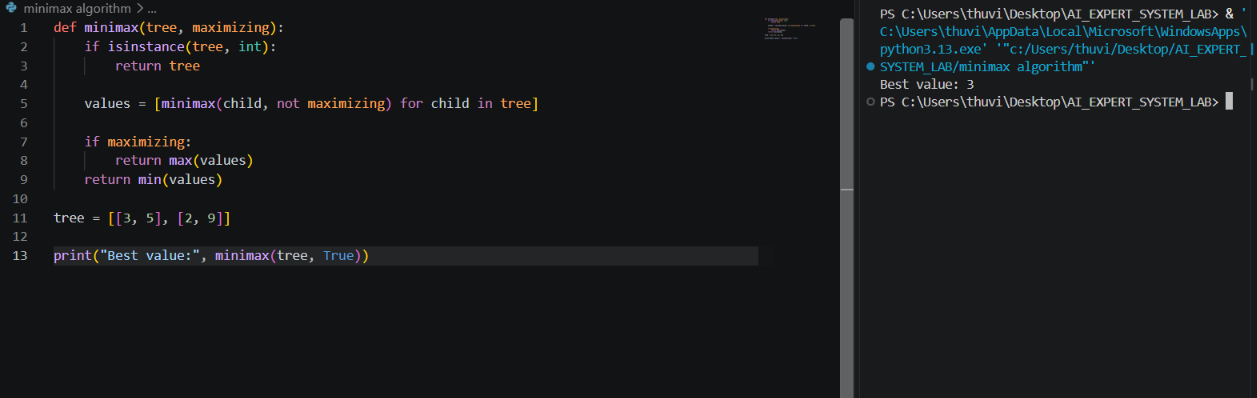 minimax algorithm > ...
1 def minimax(tree, maximizing):
2     if isinstance(tree, int):
3         return tree
4
5     values = [minimax(child, not maximizing) for child in tree]
6
7     if maximizing:
8         return max(values)
9     return min(values)
10
11 tree = [[3, 5], [2, 9]]
12
13 print("Best value:", minimax(tree, True))
PS C:\Users\thuvi\Desktop\AI_EXPERT_SYSTEM_LAB> & '
C:\Users\thuvi\AppData\Local\Microsoft\WindowsApps\
python3.13.exe' '"c:/Users/thuvi/Desktop/AI_EXPERT_
SYSTEM_LAB/minimax algorithm"'
Best value: 3
PS C:\Users\thuvi\Desktop\AI_EXPERT_SYSTEM_LAB>